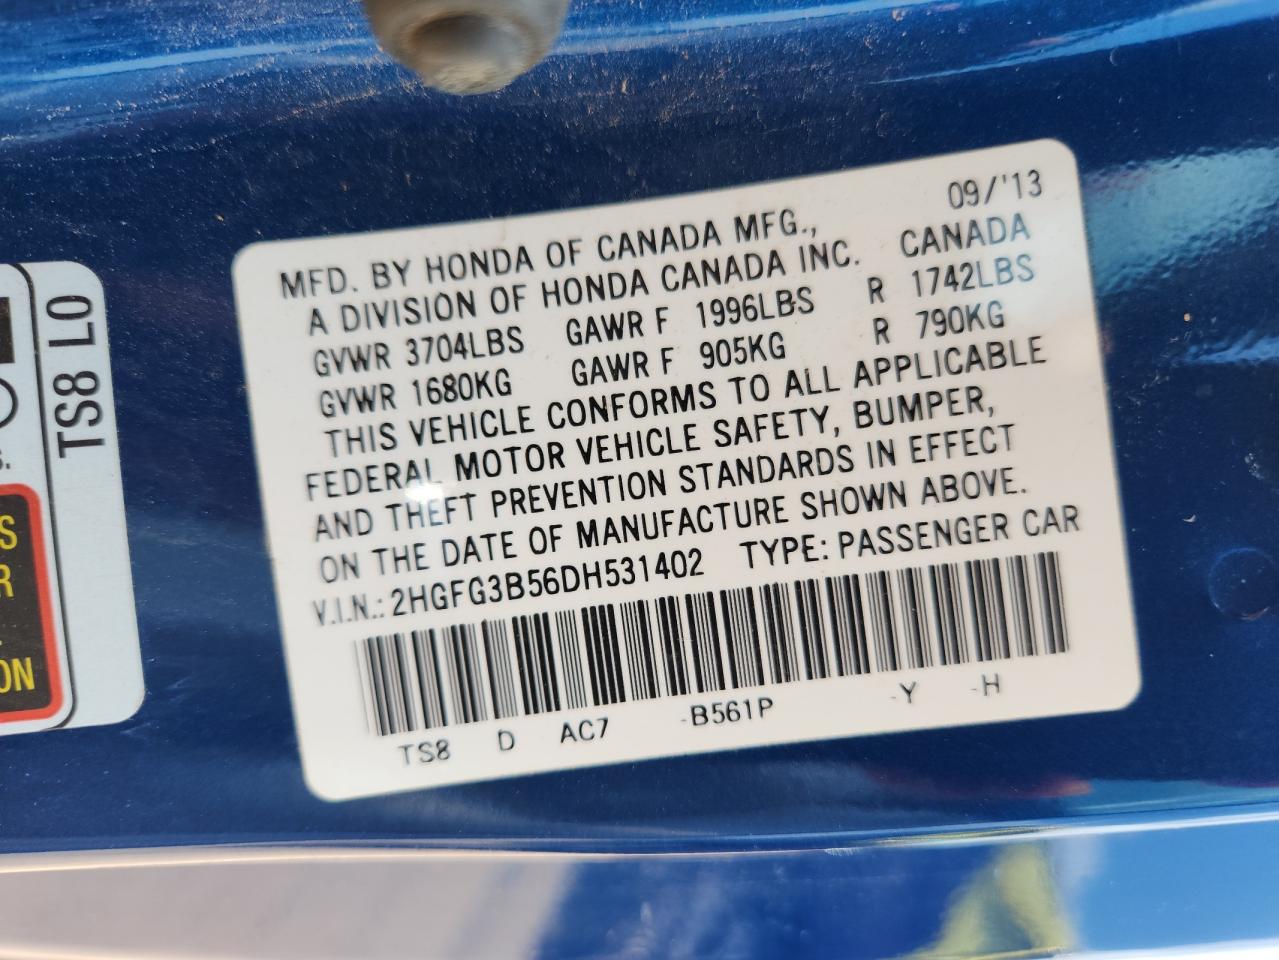 TS8 L0
S.
S
R
ON
09/'13
MFD. BY HONDA OF CANADA MFG.,
A DIVISION OF HONDA CANADA INC. CANADA
GVWR 3704LBS GAWR F 1996LBS R 1742LBS
GVWR 1680KG GAWR F 905KG R 790KG
THIS VEHICLE CONFORMS TO ALL APPLICABLE
FEDERAL MOTOR VEHICLE SAFETY, BUMPER,
AND THEFT PREVENTION STANDARDS IN EFFECT
ON THE DATE OF MANUFACTURE SHOWN ABOVE.
V.I.N.: 2HGFG3B56DH531402 TYPE: PASSENGER CAR
TS8 D AC7 -B561P -Y -H